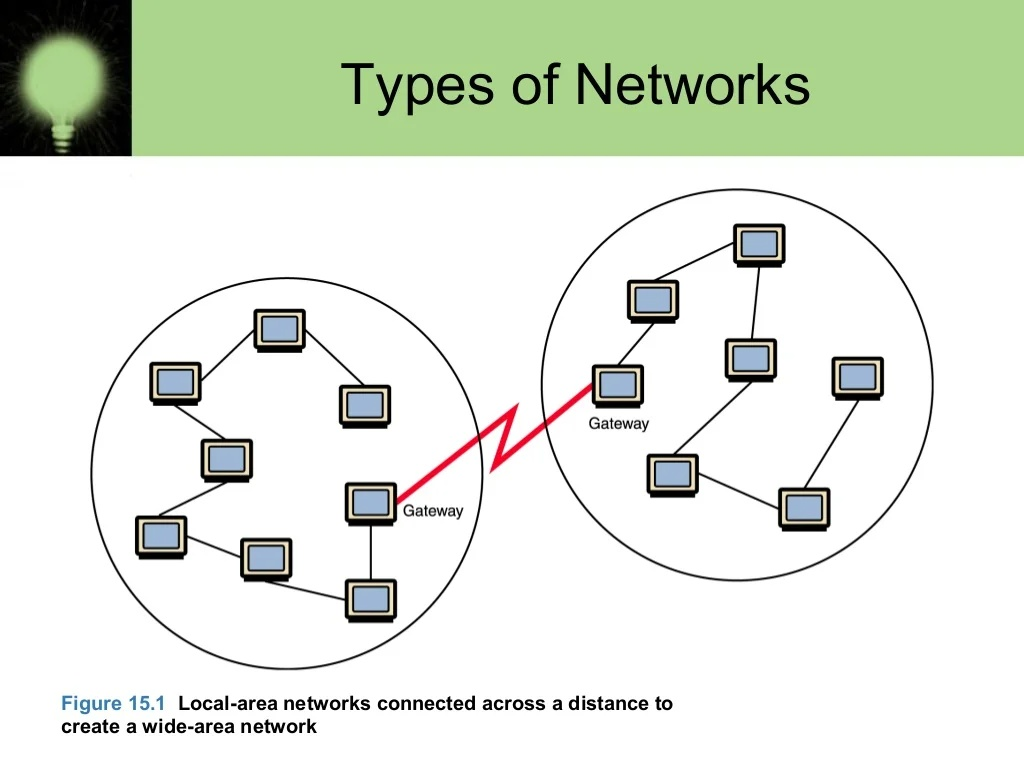 Types of Networks
Gateway
Gateway
Figure 15.1 Local-area networks connected across a distance to
create a wide-area network